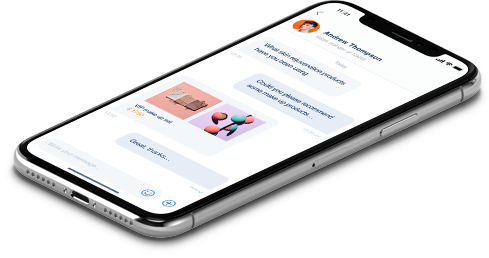 11:41
Andrew Thompson
Today
What skin rejuvenation products
have you been using
Could you please recommend
some make up products...
VIP make up set
Great, thanks...
Write your message...